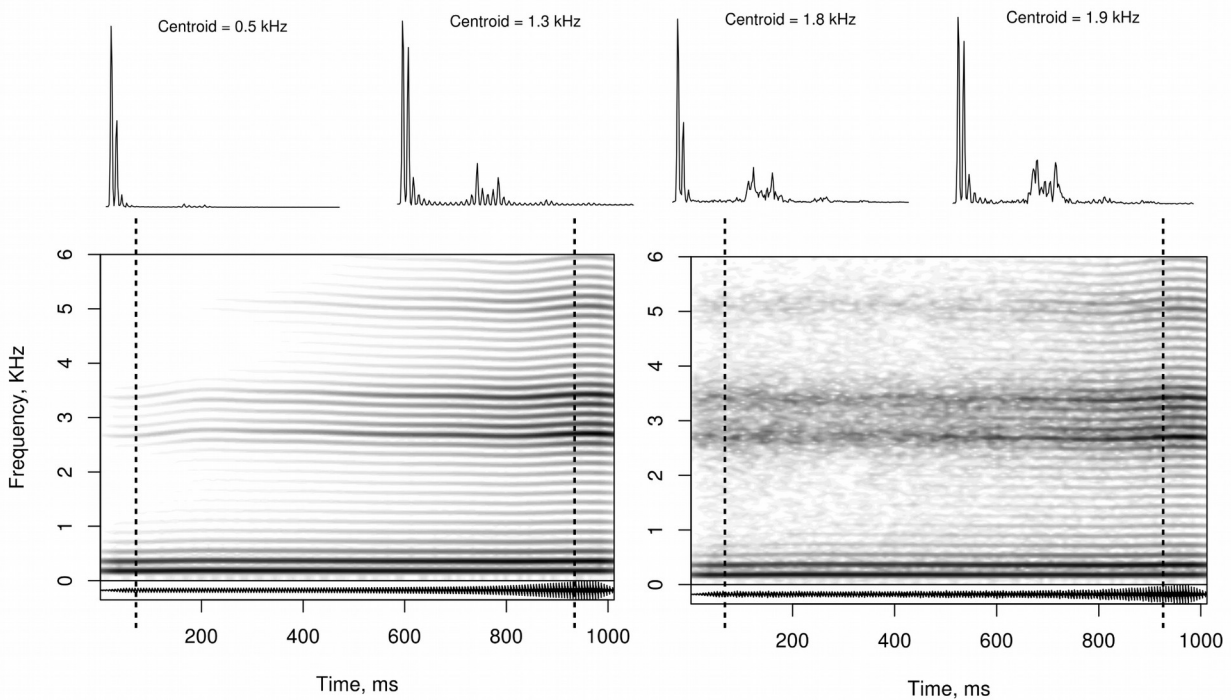 Centroid = 0.5 kHz
Centroid = 1.3 kHz
Centroid = 1.8 kHz
Centroid = 1.9 kHz
Frequency, KHz
6
5
4
3
2
1
0
200 400 600 800 1000
Time, ms
6
5
4
3
2
1
0
200 400 600 800 1000
Time, ms